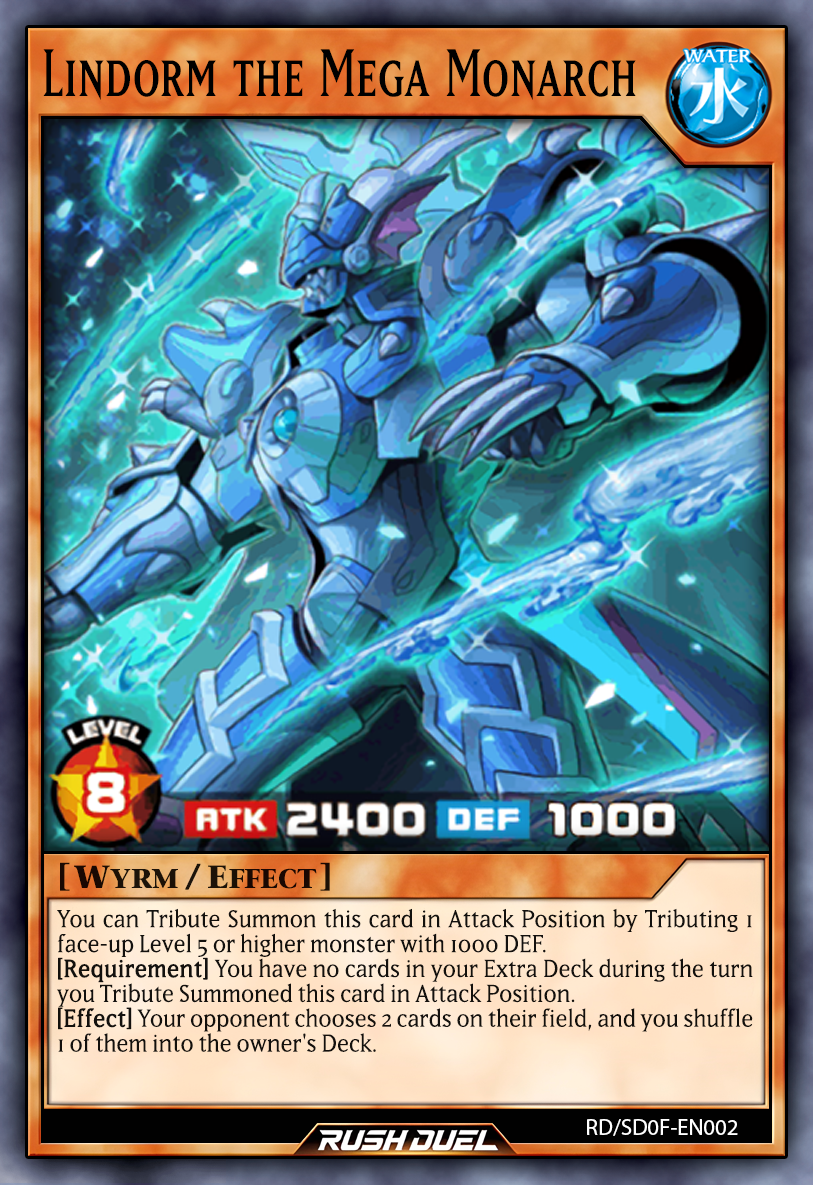 Lindorm the Mega Monarch
WATER
水
LEVEL
8
ATK 2400 DEF 1000
[Wyrm / Effect]
You can Tribute Summon this card in Attack Position by Tributing 1
face-up Level 5 or higher monster with 1000 DEF.
[Requirement] You have no cards in your Extra Deck during the turn
you Tribute Summoned this card in Attack Position.
[Effect] Your opponent chooses 2 cards on their field, and you shuffle
1 of them into the owner's Deck.
RD/SD0F-EN002
RUSH DUEL